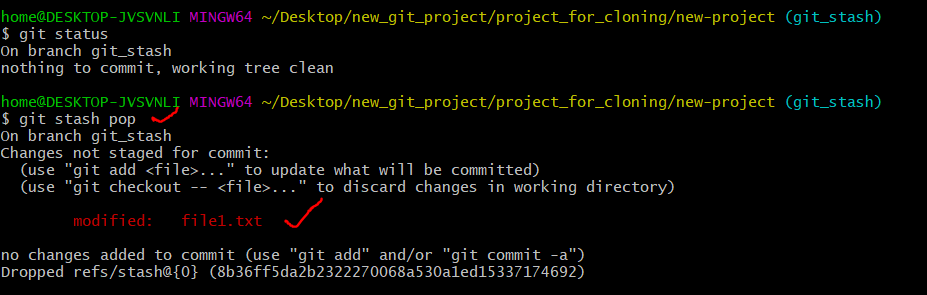 home@DESKTOP-JVSVNLI MINGW64 ~/Desktop/new_git_project/project_for_cloning/new-project (git_stash)
$ git status
On branch git_stash
nothing to commit, working tree clean
home@DESKTOP-JVSVNLI MINGW64 ~/Desktop/new_git_project/project_for_cloning/new-project (git_stash)
$ git stash pop
On branch git_stash
Changes not staged for commit:
  (use "git add <file>..." to update what will be committed)
  (use "git checkout -- <file>..." to discard changes in working directory)
        modified:   file1.txt
no changes added to commit (use "git add" and/or "git commit -a")
Dropped refs/stash@{0} (8b36ff5da2b2322270068a530a1ed15337174692)